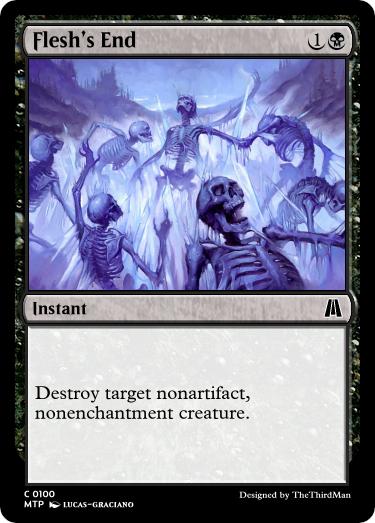 Flesh's End 1
Instant
Destroy target nonartifact,
nonenchantment creature.
C 0100
MTP LUCAS-GRACIANO
Designed by TheThirdMan